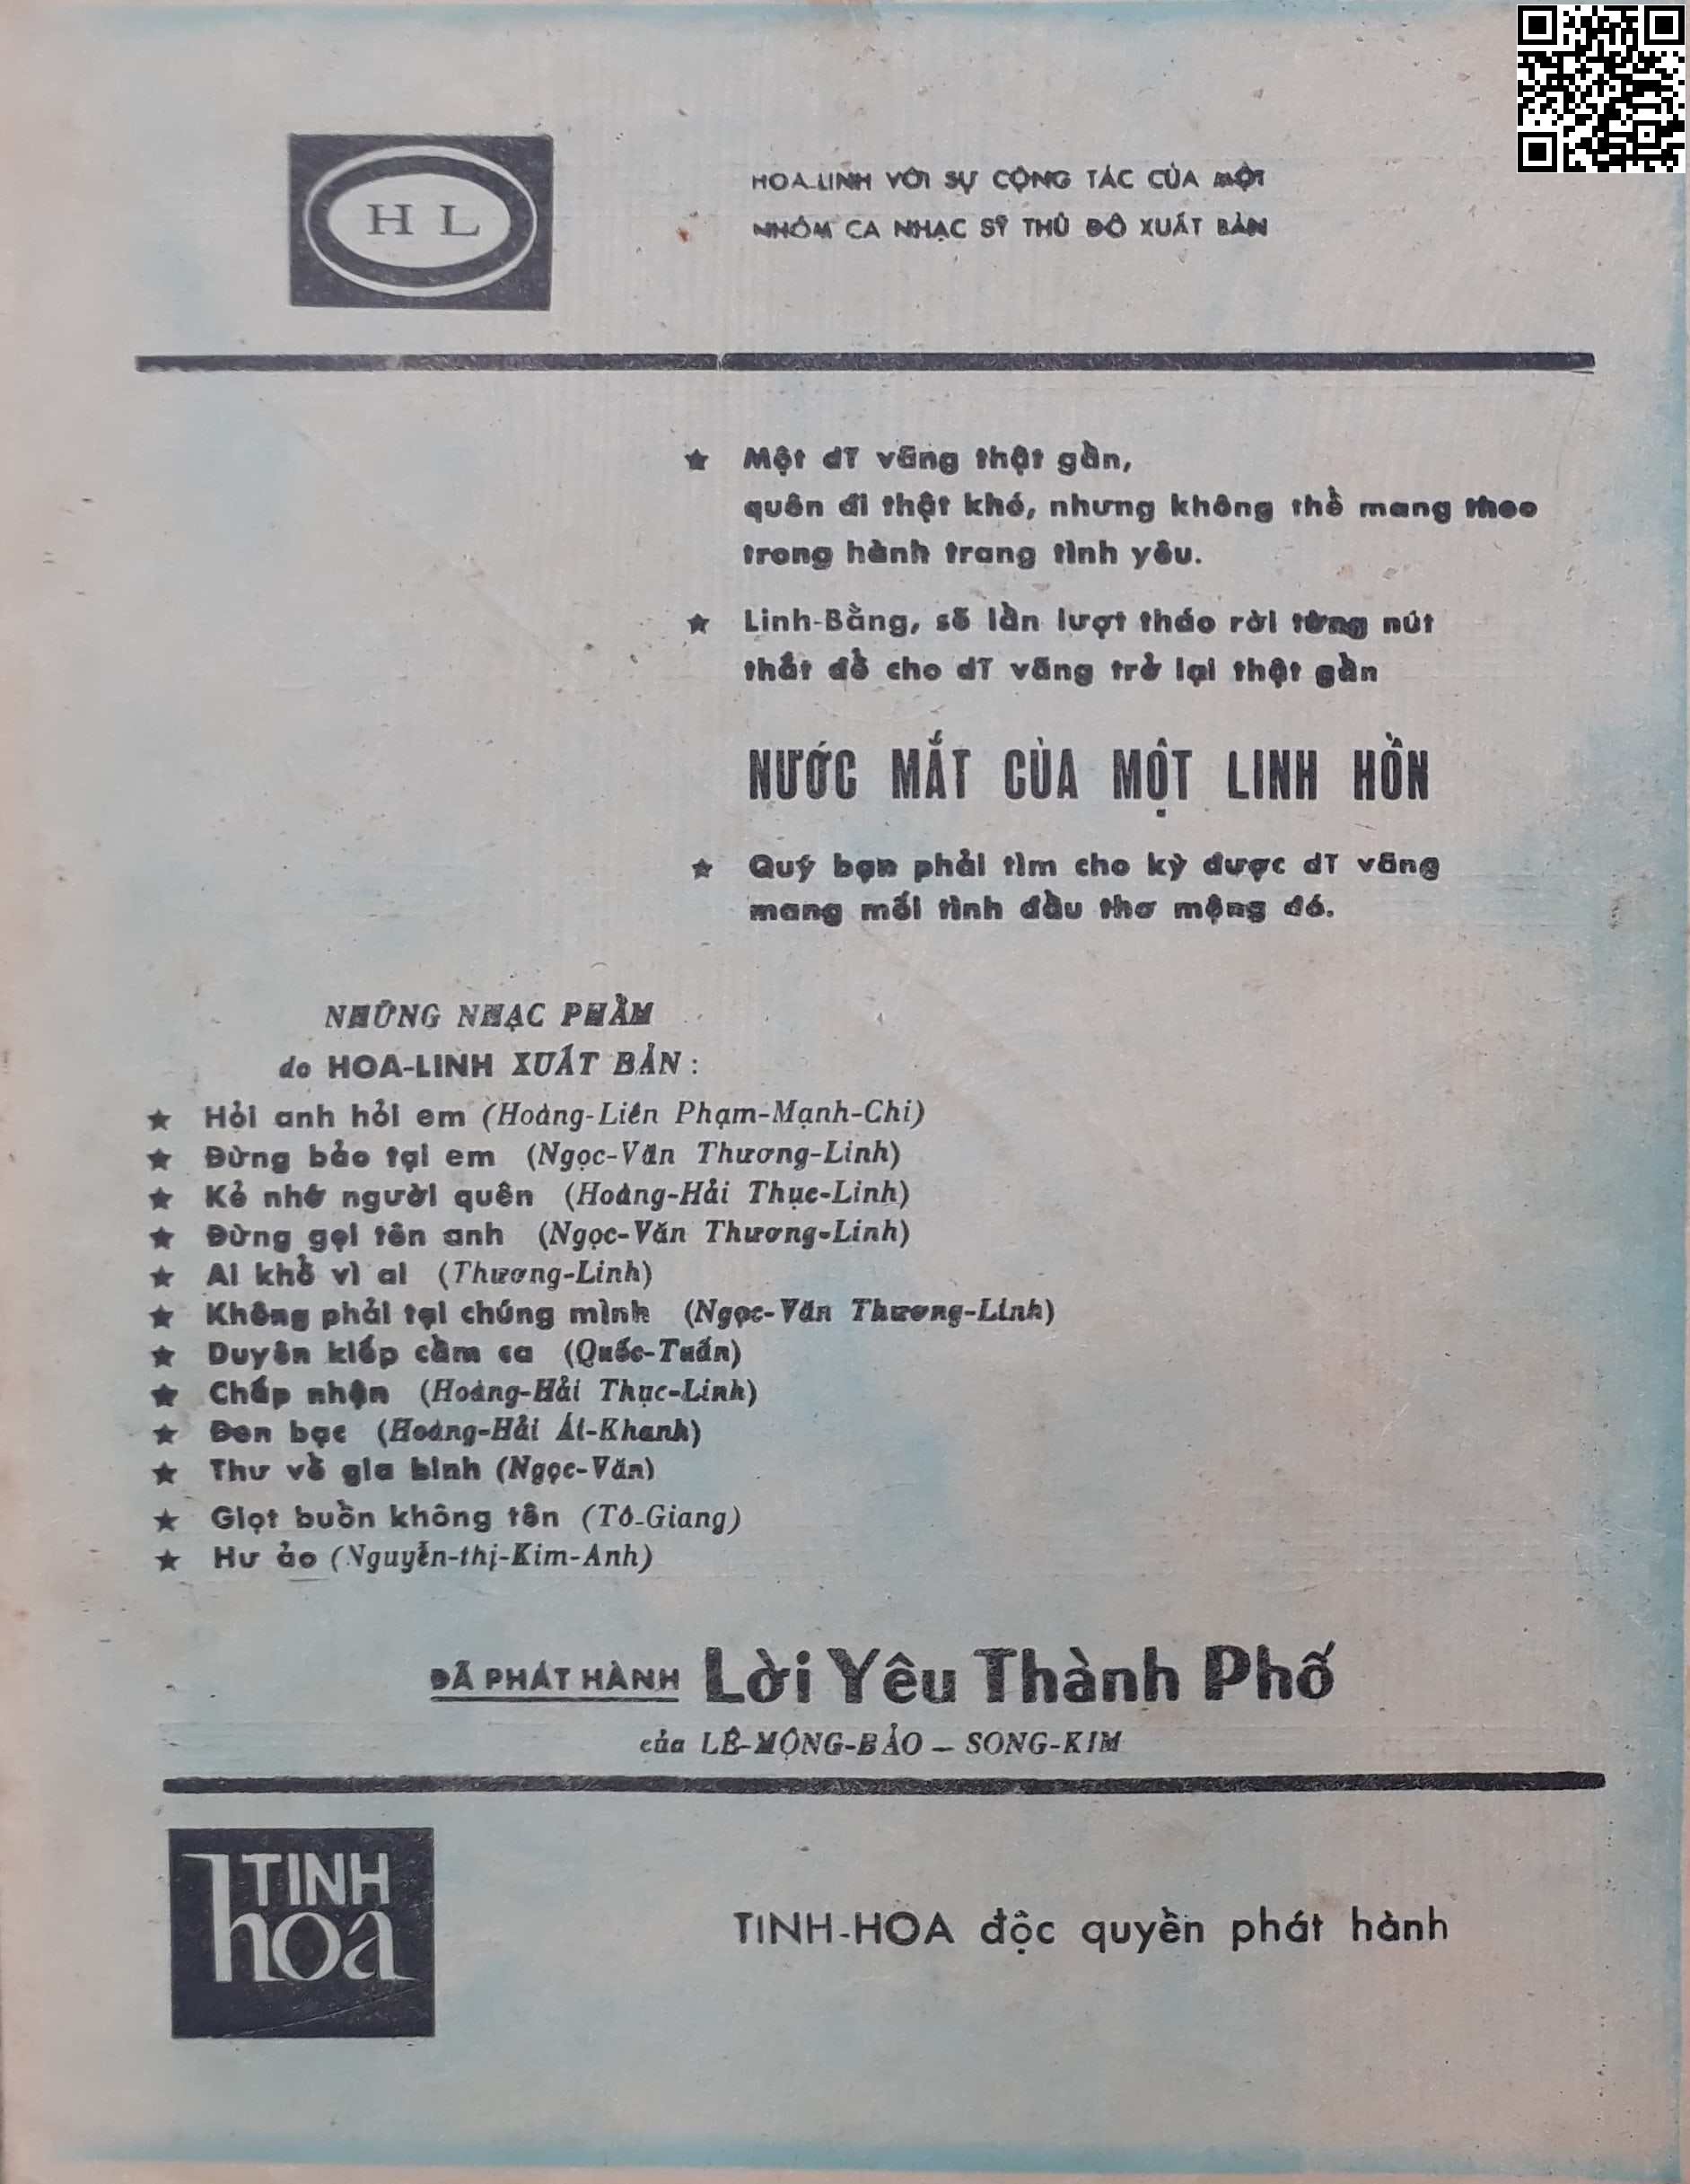 H L
HOA-LINH VỚI SỰ CỘNG TÁC CỦA MỘT
NHÓM CA NHẠC SỸ THỦ ĐÔ XUẤT BẢN
★ Một dĩ vãng thật gần,
quên đi thật khó, nhưng không thể mang theo
trong hành trang tình yêu.
★ Linh-Bằng, sẽ lần lượt tháo rời từng nút
thắt để cho dĩ vãng trở lại thật gần
NƯỚC MẮT CỦA MỘT LINH HỒN
★ Quý bạn phải tìm cho kỳ được dĩ vãng
mang mối tình đầu thơ mộng đó.
NHỮNG NHẠC PHẨM
do HOA-LINH XUẤT BẢN :
★ Hỏi anh hỏi em (Hoàng-Liên Phạm-Mạnh-Chi)
★ Đừng bảo tại em (Ngọc-Văn Thương-Linh)
★ Kẻ nhớ người quên (Hoàng-Hải Thục-Linh)
★ Đừng gọi tên anh (Ngọc-Văn Thương-Linh)
★ Ai khổ vì ai (Thương-Linh)
★ Không phải tại chúng mình (Ngọc-Văn Thương-Linh)
★ Duyên kiếp cầm ca (Quốc-Tuấn)
★ Chấp nhận (Hoàng-Hải Thục-Linh)
★ Đen bạc (Hoàng-Hải Ái-Khanh)
★ Thư về gia binh (Ngọc-Văn)
★ Giọt buồn không tên (Tô-Giang)
★ Hư ảo (Nguyễn-thị-Kim-Anh)
ĐÃ PHÁT HÀNH Lời Yêu Thành Phố
của LÊ-MỘNG-BẢO – SONG-KIM
TINH
hoa
TINH-HOA độc quyền phát hành